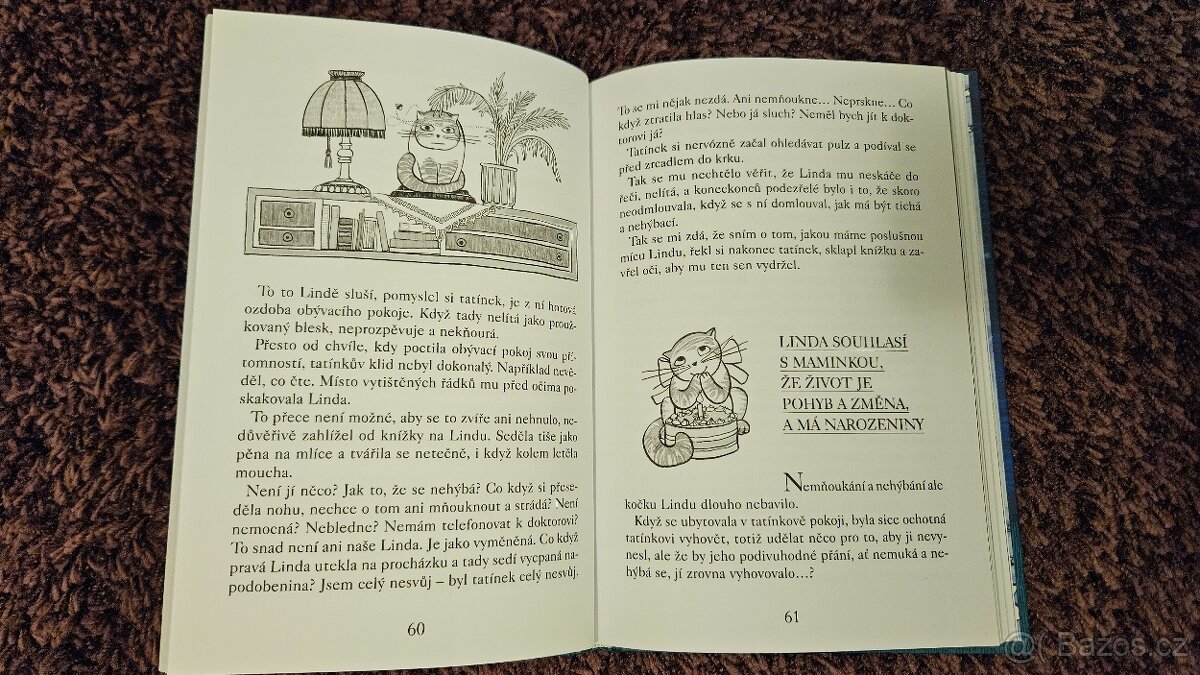 To to Lindě sluší, pomyslel si tatínek, je z ní hotová
ozdoba obývacího pokoje. Když tady nelítá jako prouž-
kovaný blesk, neprozpěvuje a nekňourá.
Přesto od chvíle, kdy poctila obývací pokoj svou pří-
tomností, tatínkův klid nebyl dokonalý. Například nevě-
děl, co čte. Místo vytištěných řádků mu před očima po-
skakovala Linda.
To přece není možné, aby se to zvíře ani nehnulo, ne-
důvěřivě zahlížel od knížky na Lindu. Seděla tiše jako
pěna na mlíce a tvářila se netečně, i když kolem letěla
moucha.
Není jí něco? Jak to, že se nehýbá? Co když si přese-
děla nohu, nechce o tom ani mňouknout a strádá? Není
nemocná? Nebledne? Nemám telefonovat k doktorovi?
To snad není ani naše Linda. Je jako vyměněná. Co když
pravá Linda utekla na procházku a tady sedí vycpaná na-
podobenina? Jsem celý nesvůj – byl tatínek celý nesvůj.
60
To se mi nějak nezdá. Ani nemňoukne... Neprskne... Co
když ztratila hlas? Nebo já sluch? Neměl bych jít k dok-
torovi já?
Tatínek si nervózně začal ohledávat pulz a podíval se
před zrcadlem do krku.
Tak se mu nechtělo věřit, že Linda mu neskáče do
řeči, nelítá, a koneckonců podezřelé bylo i to, že skoro
neodmlouvala, když se s ní domlouval, jak má být tichá
a nehýbací.
Tak se mi zdá, že sním o tom, jakou máme poslušnou
mícu Lindu, řekl si nakonec tatínek, sklapl knížku a za-
vřel oči, aby mu ten sen vydržel.
LINDA SOUHLASÍ
S MAMINKOU,
ŽE ŽIVOT JE
POHYB A ZMĚNA,
A MÁ NAROZENINY
Nemňoukání a nehýbání ale
kočku Lindu dlouho nebavilo.
Když se ubytovala v tatínkově pokoji, byla sice ochotná
tatínkovi vyhovět, totiž udělat něco pro to, aby ji nevy-
nesl, ale že by jeho podivuhodné přání, ať nemuká a ne-
hýbá se, jí zrovna vyhovovalo...?
61
Bazos.cz